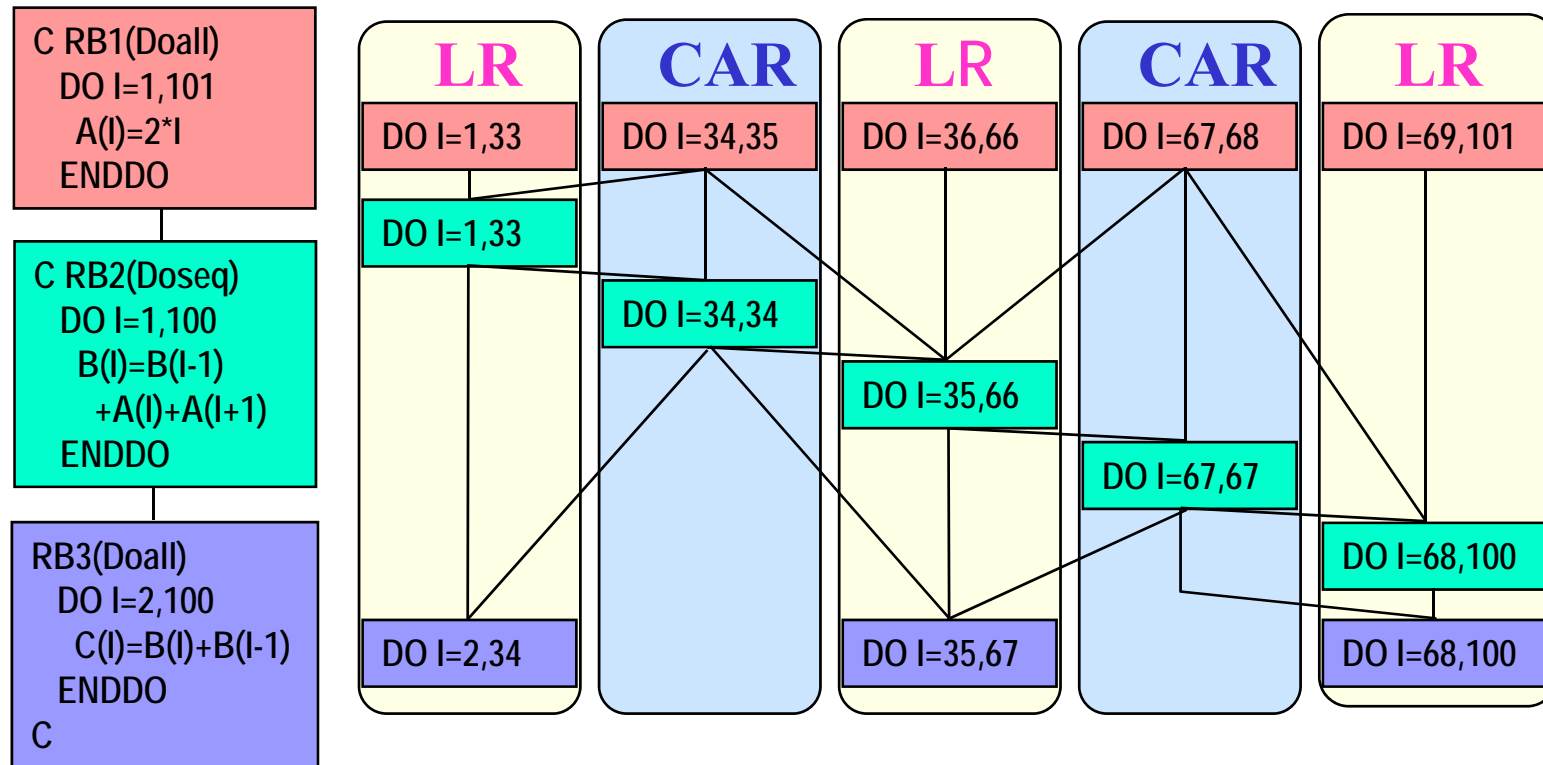 C RB1(Doall)
DO I=1,101
A(I)=2*I
ENDDO
C RB2(Doseq)
DO I=1,100
B(I)=B(I-1)
+A(I)+A(I+1)
ENDDO
RB3(Doall)
DO I=2,100
C(I)=B(I)+B(I-1)
ENDDO
C
LR
CAR
LR
CAR
LR
DO I=1,33
DO I=34,35
DO I=36,66
DO I=67,68
DO I=69,101
DO I=1,33
DO I=34,34
DO I=35,66
DO I=67,67
DO I=68,100
DO I=2,34
DO I=35,67
DO I=68,100